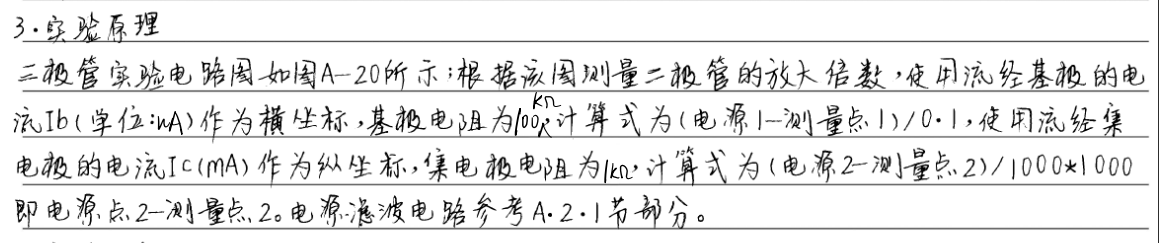 3.实验原理
三极管实验电路图如图A-20所示;根据该图测量三极管的放大倍数,使用流经基极的电
流Ib(单位:uA)作为横坐标,基极电阻为100kΩ,计算式为(电源1-测量点1)/0.1,使用流经集
电极的电流Ic(mA)作为纵坐标,集电极电阻为1kΩ,计算式为(电源2-测量点2)/1000*1000
即电源点2-测量点2。电源滤波电路参考A.2.1节部分。